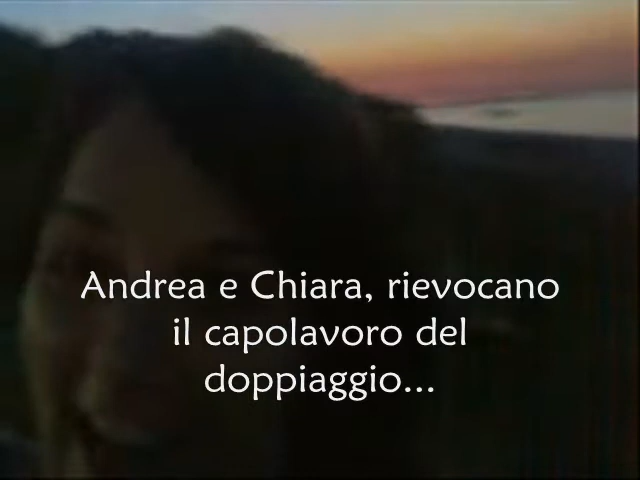 Andrea e Chiara, rievocano
il capolavoro del
doppiaggio...